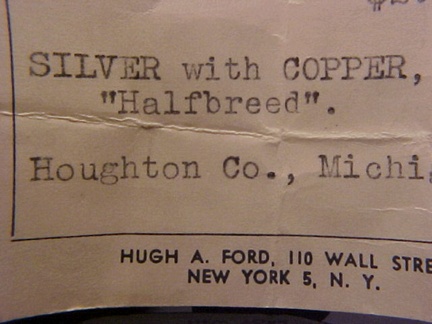 SILVER with COPPER,
"Halfbreed".
Houghton Co., Michi
HUGH A. FORD, 110 WALL STRE
NEW YORK 5, N. Y.